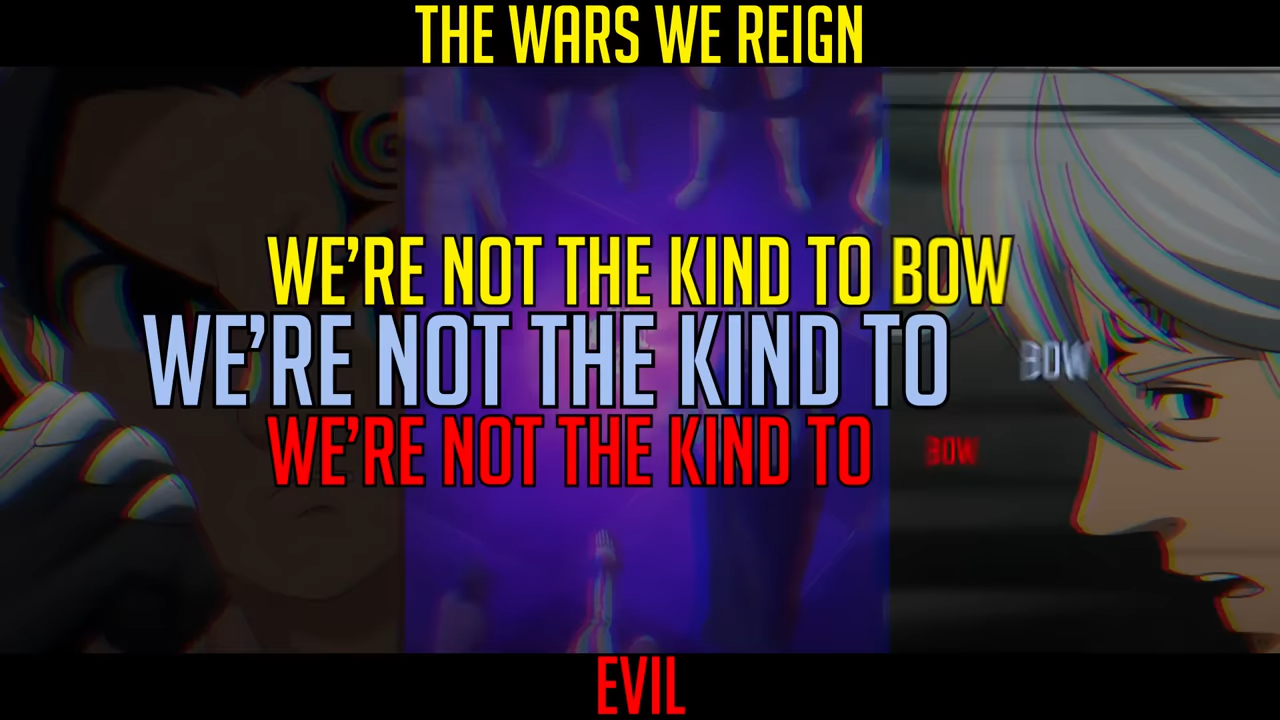 THE WARS WE REIGN
WE'RE NOT THE KIND TO BOW
WE'RE NOT THE KIND TO BOW
WE'RE NOT THE KIND TO BOW
EVIL